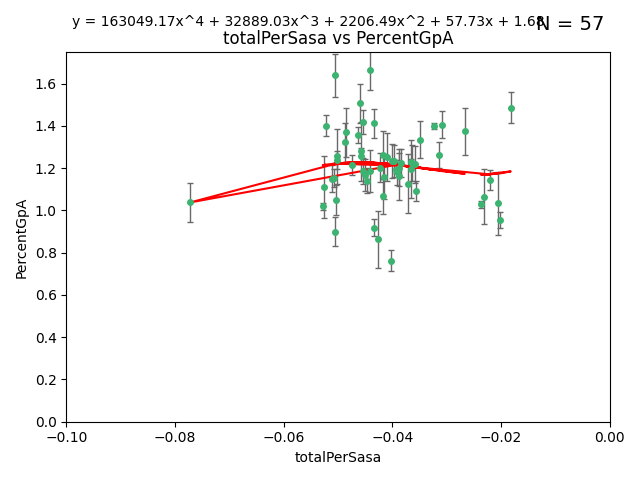 y = 163049.17x^4 + 32889.03x^3 + 2206.49x^2 + 57.73x + 1.68
N = 57
totalPerSasa vs PercentGpA
1.6
1.4
1.2
1.0
0.8
0.6
0.4
0.2
0.0
PercentGpA
−0.10 −0.08 −0.06 −0.04 −0.02 0.00
totalPerSasa